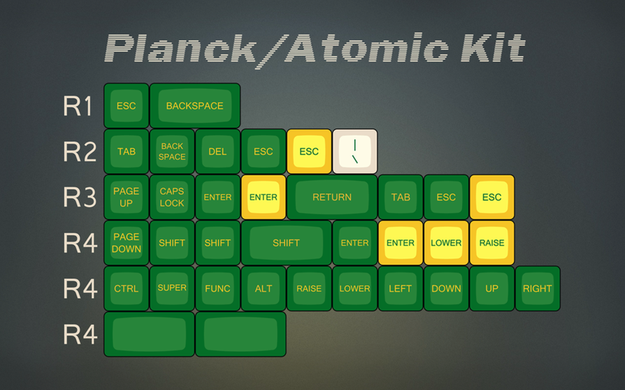 Planck/Atomic Kit
R1 ESC BACKSPACE
R2 TAB BACK SPACE DEL ESC ESC | \
R3 PAGE UP CAPS LOCK ENTER ENTER RETURN TAB ESC ESC
R4 PAGE DOWN SHIFT SHIFT SHIFT ENTER ENTER LOWER RAISE
R4 CTRL SUPER FUNC ALT RAISE LOWER LEFT DOWN UP RIGHT
R4